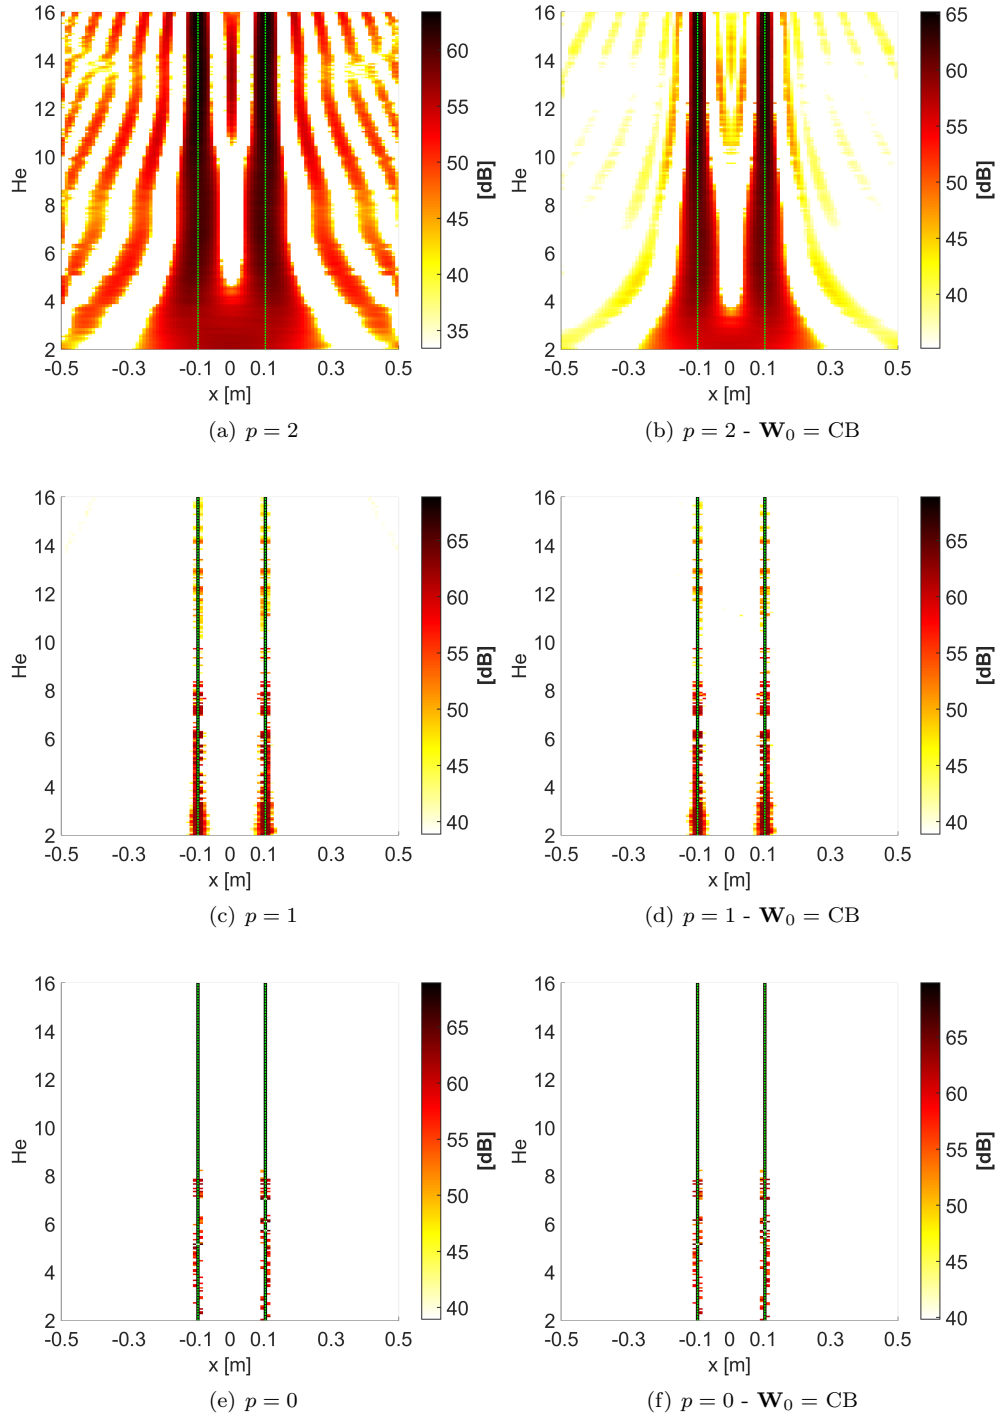 16
14
12
10
8
6
4
2
He
-0.5 -0.3 -0.1 0 0.1 0.3 0.5
x [m]
60
55
50
45
40
35
[dB]
(a) p = 2
16
14
12
10
8
6
4
2
He
-0.5 -0.3 -0.1 0 0.1 0.3 0.5
x [m]
65
60
55
50
45
40
[dB]
(b) p = 2 - W₀ = CB
16
14
12
10
8
6
4
2
He
-0.5 -0.3 -0.1 0 0.1 0.3 0.5
x [m]
65
60
55
50
45
40
[dB]
(c) p = 1
16
14
12
10
8
6
4
2
He
-0.5 -0.3 -0.1 0 0.1 0.3 0.5
x [m]
65
60
55
50
45
40
[dB]
(d) p = 1 - W₀ = CB
16
14
12
10
8
6
4
2
He
-0.5 -0.3 -0.1 0 0.1 0.3 0.5
x [m]
65
60
55
50
45
40
[dB]
(e) p = 0
16
14
12
10
8
6
4
2
He
-0.5 -0.3 -0.1 0 0.1 0.3 0.5
x [m]
65
60
55
50
45
40
[dB]
(f) p = 0 - W₀ = CB